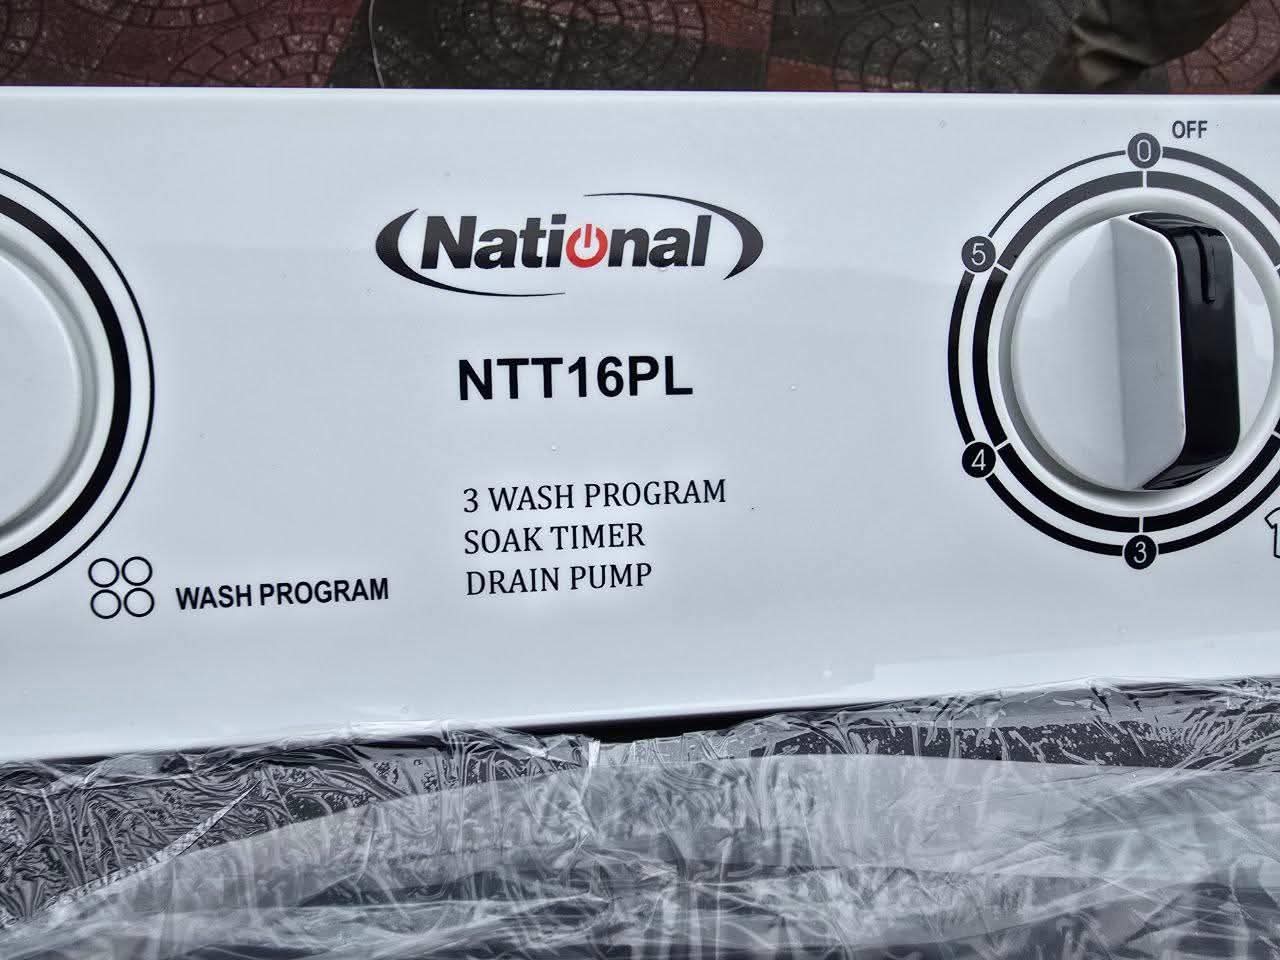 OFF
0
National
5
NTT16PL
4
3 WASH PROGRAM
SOAK TIMER
DRAIN PUMP
3
WASH PROGRAM